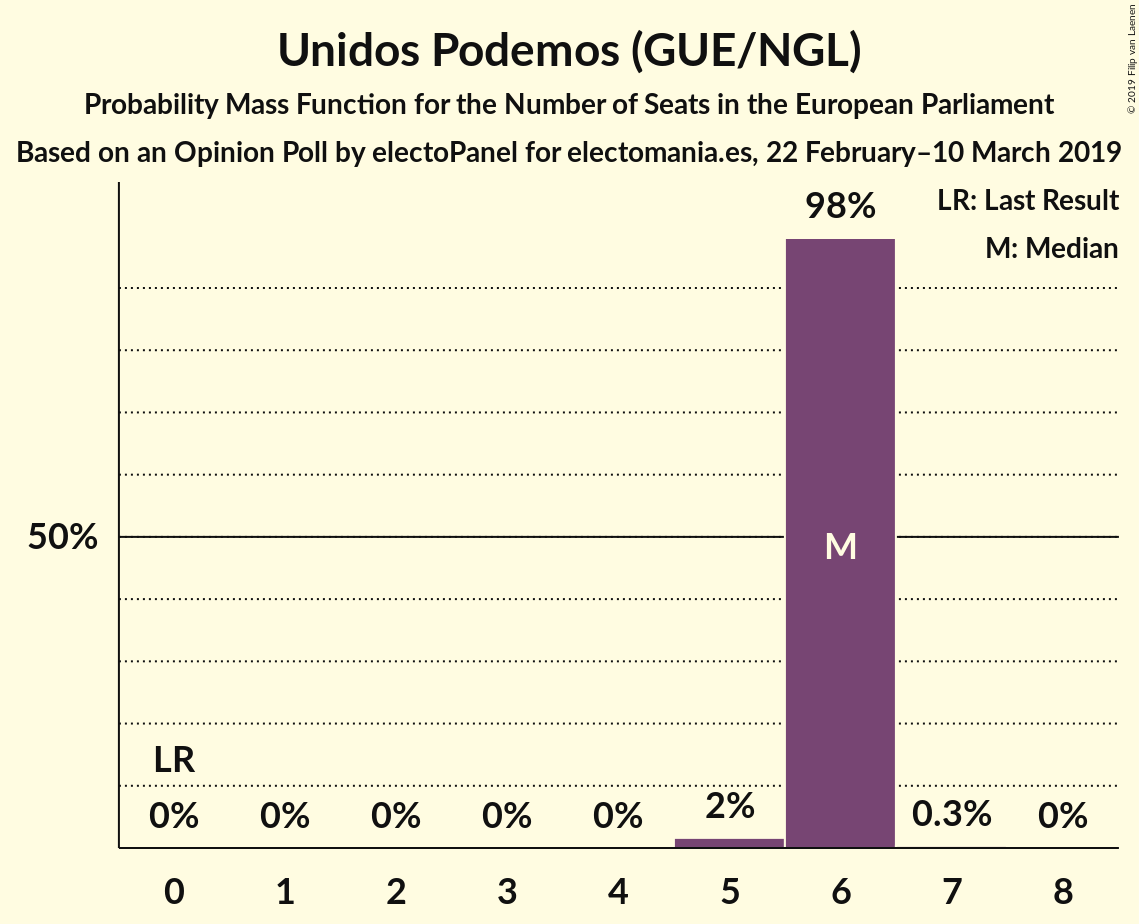 Unidos Podemos (GUE/NGL)
Probability Mass Function for the Number of Seats in the European Parliament
Based on an Opinion Poll by electoPanel for electomania.es, 22 February–10 March 2019
© 2019 Filip van Laenen
LR: Last Result
M: Median
98%
50%
M
LR
0% 0% 0% 0% 0% 2% 0.3% 0%
0 1 2 3 4 5 6 7 8